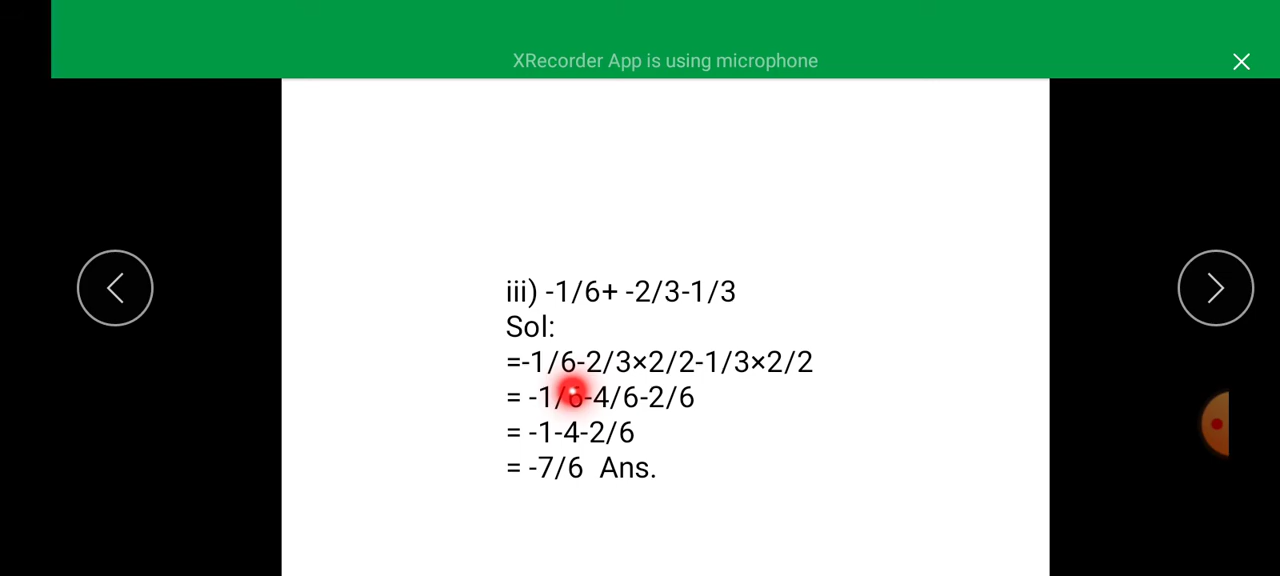 XRecorder App is using microphone
iii) -1/6+ -2/3-1/3
Sol:
=-1/6-2/3×2/2-1/3×2/2
= -1/6-4/6-2/6
= -1-4-2/6
= -7/6 Ans.